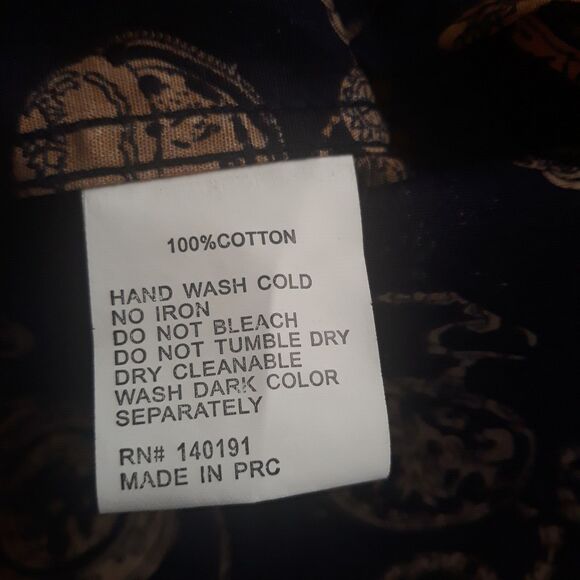 100%COTTON
HAND WASH COLD
NO IRON
DO NOT BLEACH
DO NOT TUMBLE DRY
DRY CLEANABLE
WASH DARK COLOR
SEPARATELY
RN# 140191
MADE IN PRC